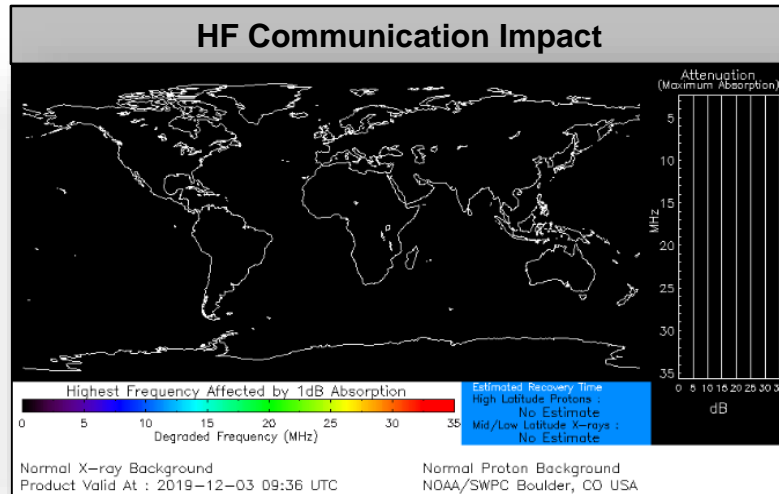 HF Communication Impact
Attenuation
(Maximum Absorption)
5
10
15
20
25
30
35
MHz
0 5 10 15 20 25 30
dB
Highest Frequency Affected by 1dB Absorption
0 5 10 15 20 25 30 35
Degraded Frequency (MHz)
Estimated Recovery Time
High Latitude Protons :
No Estimate
Mid/Low Latitude X-rays :
No Estimate
Normal X-ray Background
Product Valid At : 2019-12-03 09:36 UTC
Normal Proton Background
NOAA/SWPC Boulder, CO USA